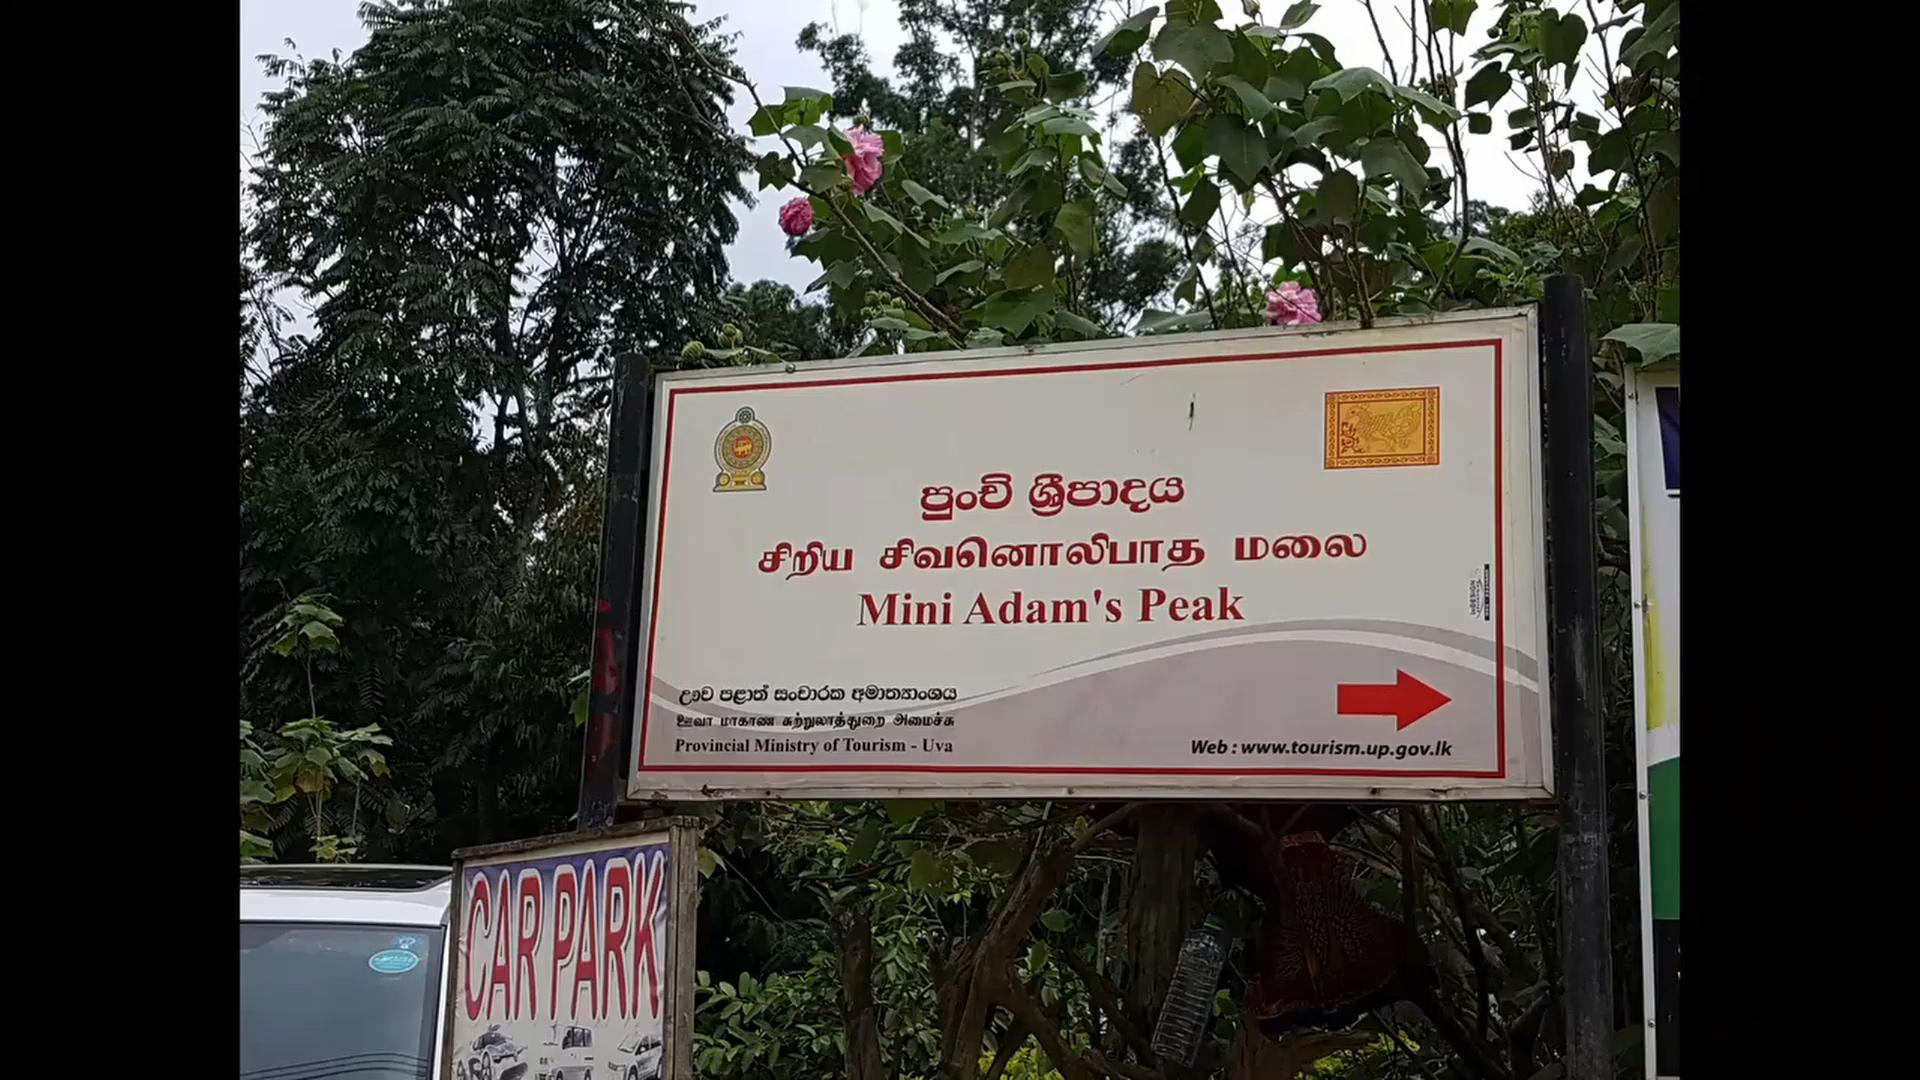 පුංචි ශ්‍රීපාදය
சிறிய சிவனொலிபாத மலை
Mini Adam's Peak
ඌව පළාත් සංචාරක අමාත්‍යාංශය
ஊவா மாகாண சுற்றுலாத்துறை அமைச்சு
Provincial Ministry of Tourism - Uva
Web : www.tourism.up.gov.lk
CAR PARK